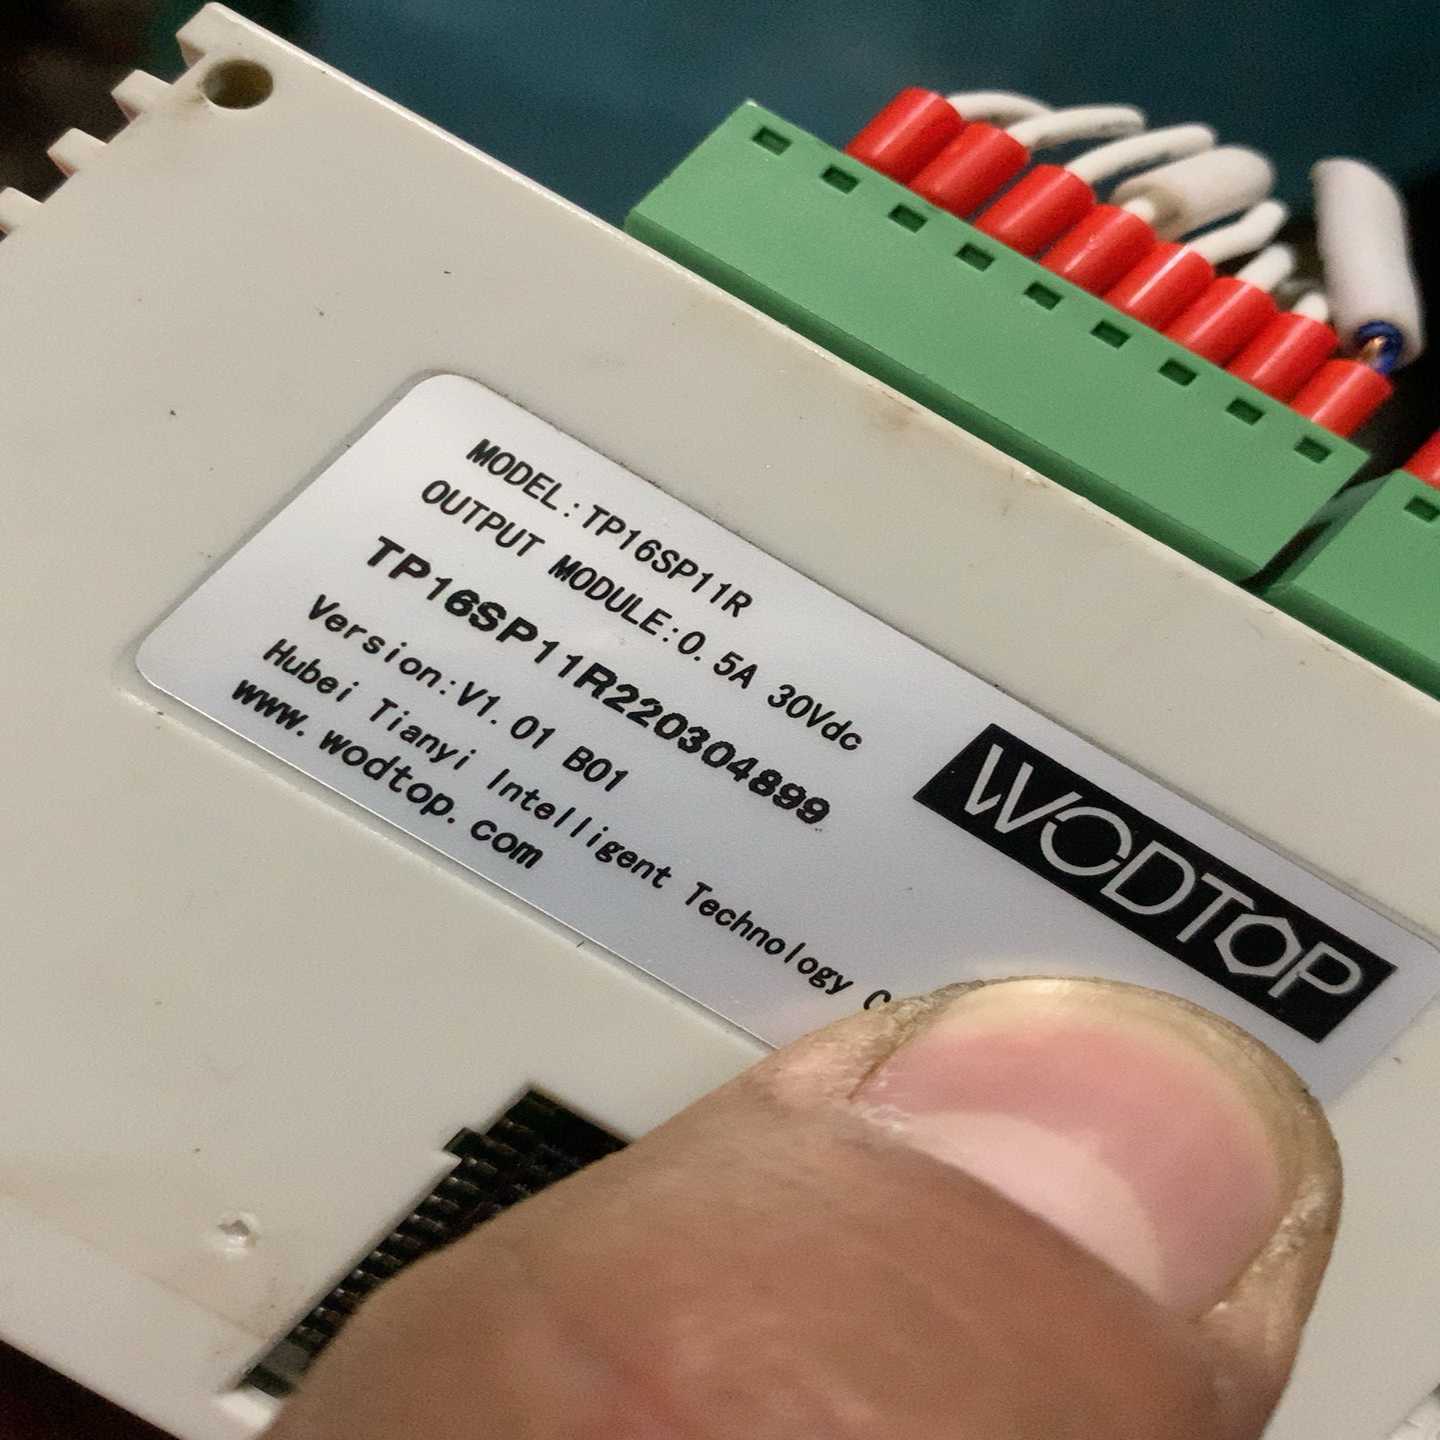 MODEL:TP16SP11R
OUTPUT MODULE:0.5A 30Vdc
TP16SP11R220304899
Version:V1.01 B01
Hubei Tianyi Intelligent Technology C
www.wodtop.com
WODTOP